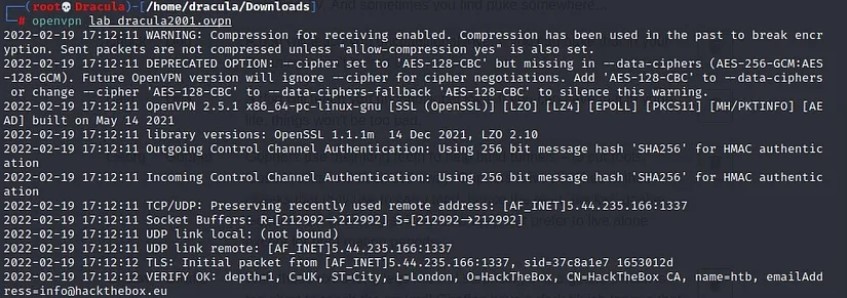 (root💀Dracula)-[/home/dracula/Downloads]
# openvpn lab_dracula2001.ovpn
2022-02-19 17:12:11 WARNING: Compression for receiving enabled. Compression has been used in the past to break encr
yption. Sent packets are not compressed unless "allow-compression yes" is also set.
2022-02-19 17:12:11 DEPRECATED OPTION: --cipher set to 'AES-128-CBC' but missing in --data-ciphers (AES-256-GCM:AES
-128-GCM). Future OpenVPN version will ignore --cipher for cipher negotiations. Add 'AES-128-CBC' to --data-ciphers
or change --cipher 'AES-128-CBC' to --data-ciphers-fallback 'AES-128-CBC' to silence this warning.
2022-02-19 17:12:11 OpenVPN 2.5.1 x86_64-pc-linux-gnu [SSL (OpenSSL)] [LZO] [LZ4] [EPOLL] [PKCS11] [MH/PKTINFO] [AE
AD] built on May 14 2021
2022-02-19 17:12:11 library versions: OpenSSL 1.1.1m  14 Dec 2021, LZO 2.10
2022-02-19 17:12:11 Outgoing Control Channel Authentication: Using 256 bit message hash 'SHA256' for HMAC authentic
ation
2022-02-19 17:12:11 Incoming Control Channel Authentication: Using 256 bit message hash 'SHA256' for HMAC authentic
ation
2022-02-19 17:12:11 TCP/UDP: Preserving recently used remote address: [AF_INET]5.44.235.166:1337
2022-02-19 17:12:11 Socket Buffers: R=[212992→212992] S=[212992→212992]
2022-02-19 17:12:11 UDP link local: (not bound)
2022-02-19 17:12:11 UDP link remote: [AF_INET]5.44.235.166:1337
2022-02-19 17:12:12 TLS: Initial packet from [AF_INET]5.44.235.166:1337, sid=37c8a1e7 1653012d
2022-02-19 17:12:12 VERIFY OK: depth=1, C=UK, ST=City, L=London, O=HackTheBox, CN=HackTheBox CA, name=htb, emailAdd
ress=info@hackthebox.eu